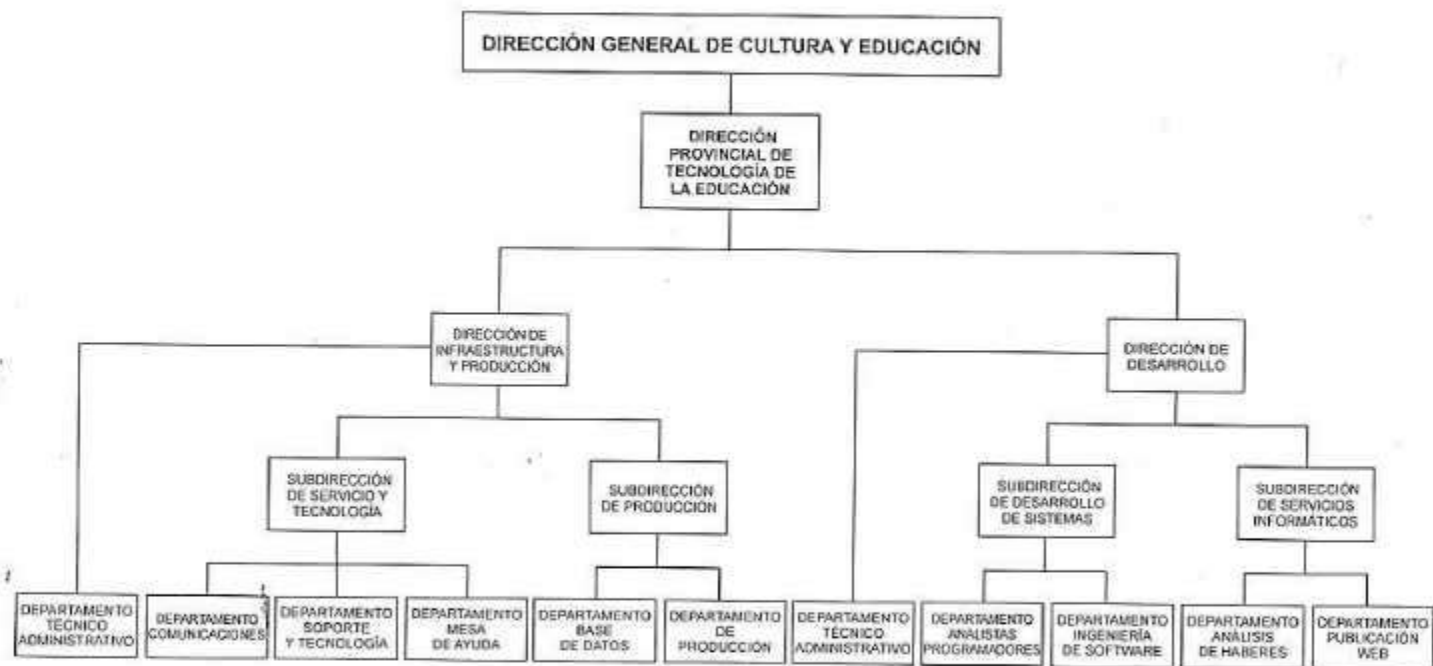 DIRECCIÓN GENERAL DE CULTURA Y EDUCACIÓN
DIRECCIÓN
PROVINCIAL DE
TECNOLOGÍA DE
LA EDUCACIÓN
DIRECCIÓN DE
INFRAESTRUCTURA
Y PRODUCCIÓN
DIRECCIÓN DE
DESARROLLO
SUBDIRECCIÓN
DE SERVICIO Y
TECNOLOGÍA
SUBDIRECCIÓN
DE PRODUCCIÓN
SUBDIRECCIÓN
DE DESARROLLO
DE SISTEMAS
SUBDIRECCIÓN
DE SERVICIOS
INFORMÁTICOS
DEPARTAMENTO
TÉCNICO
ADMINISTRATIVO
DEPARTAMENTO
COMUNICACIONES
DEPARTAMENTO
SOPORTE
Y TECNOLOGÍA
DEPARTAMENTO
MESA
DE AYUDA
DEPARTAMENTO
BASE
DE DATOS
DEPARTAMENTO
DE
PRODUCCIÓN
DEPARTAMENTO
TÉCNICO
ADMINISTRATIVO
DEPARTAMENTO
ANALISTAS
PROGRAMADORES
DEPARTAMENTO
INGENIERÍA
DE SOFTWARE
DEPARTAMENTO
ANÁLISIS
DE HABERES
DEPARTAMENTO
PUBLICACIÓN
WEB